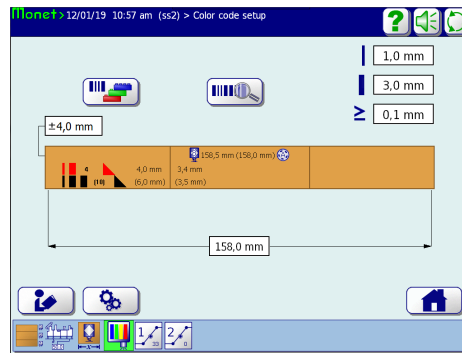 Monet> 12/01/19 10:57 am (ss2) > Color code setup
?
1,0 mm
3,0 mm
≥ 0,1 mm
±4,0 mm
158,5 mm (158,0 mm)
4 4,0 mm 3,4 mm
(10) (6,0 mm) (3,5 mm)
158,0 mm
1 33 2 0